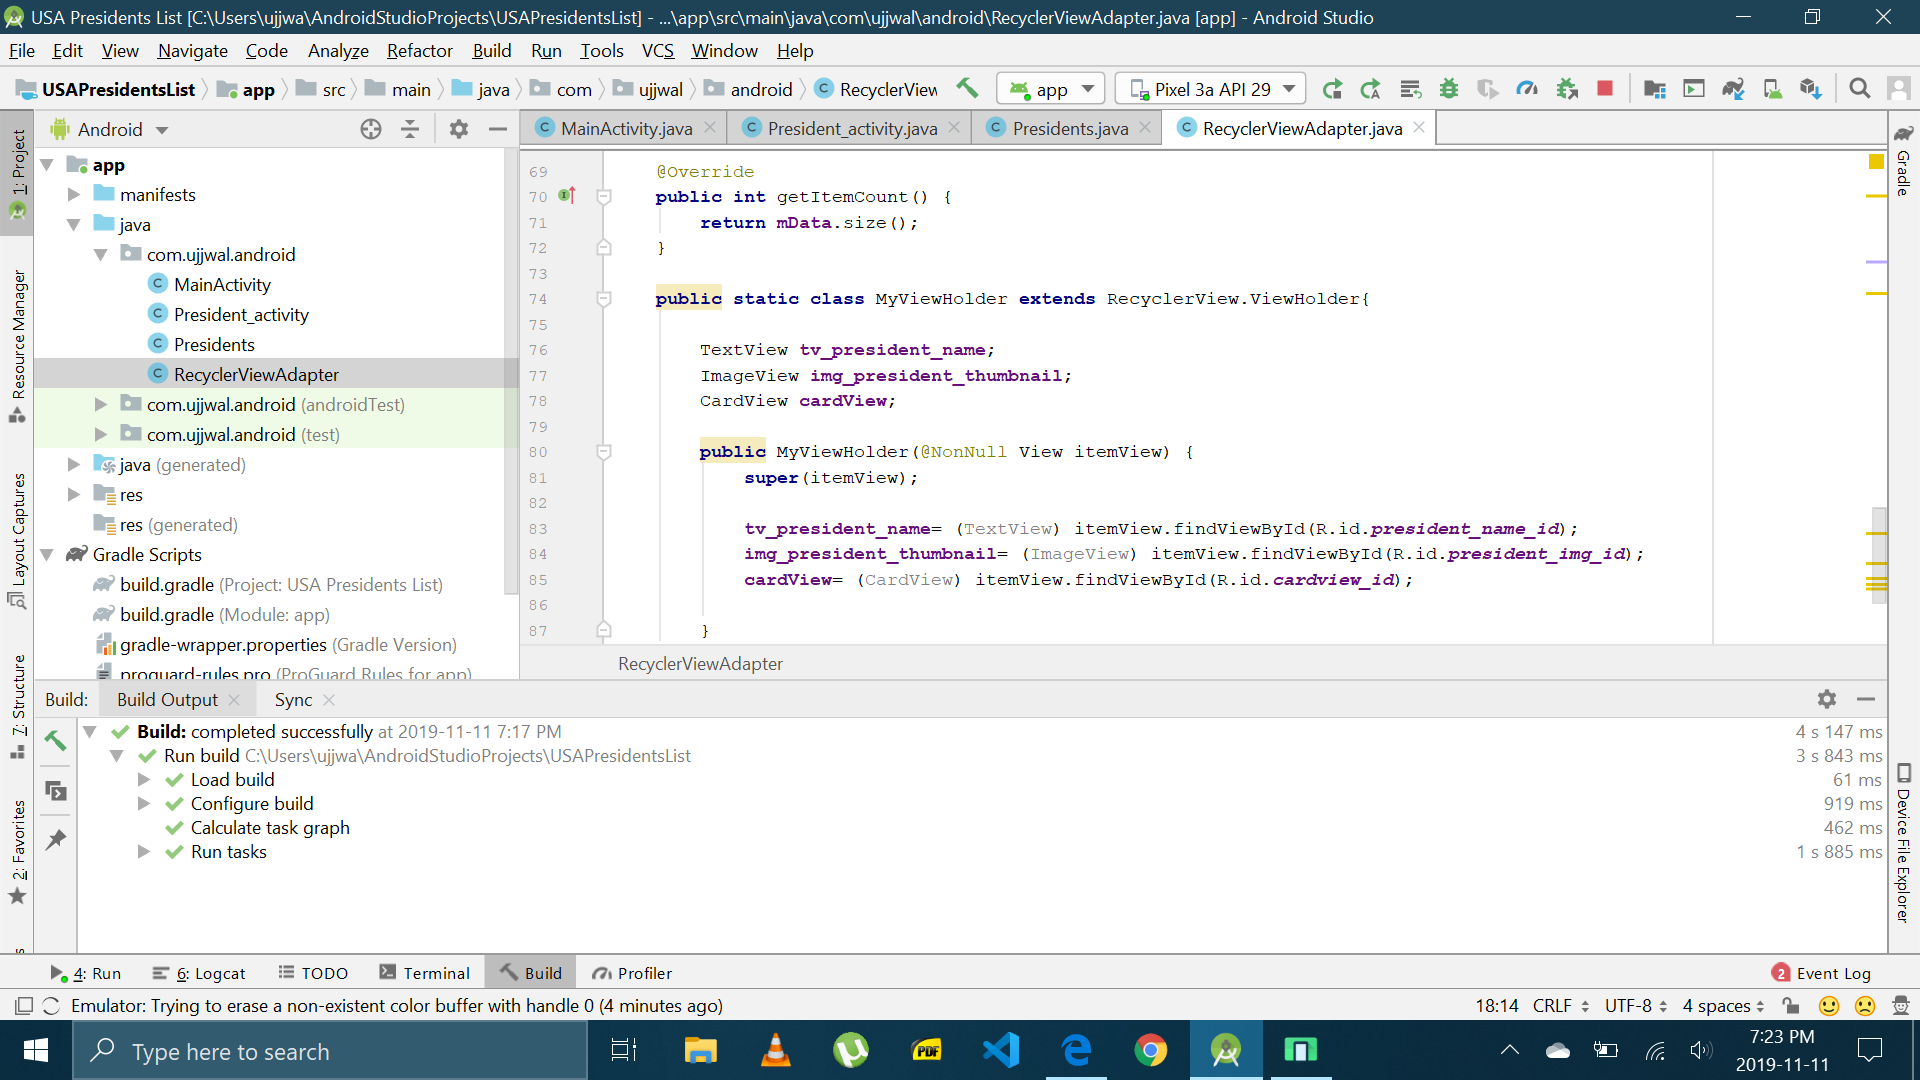 USA Presidents List [C:\Users\ujjwa\AndroidStudioProjects\USAPresidentsList] - ...\app\src\main\java\com\ujjwal\android\RecyclerViewAdapter.java [app] - Android Studio
File Edit View Navigate Code Analyze Refactor Build Run Tools VCS Window Help
USAPresidentsList app src main java com ujjwal android RecyclerView app Pixel 3a API 29
Android
MainActivity.java President_activity.java Presidents.java RecyclerViewAdapter.java
1: Project
Resource Manager
Layout Captures
7: Structure
2: Favorites
app
manifests
java
com.ujjwal.android
MainActivity
President_activity
Presidents
RecyclerViewAdapter
com.ujjwal.android (androidTest)
com.ujjwal.android (test)
java (generated)
res
res (generated)
Gradle Scripts
build.gradle (Project: USA Presidents List)
build.gradle (Module: app)
gradle-wrapper.properties (Gradle Version)
proguard-rules.pro (ProGuard Rules for app)
69 @Override
70 public int getItemCount() {
71 return mData.size();
72 }
73
74 public static class MyViewHolder extends RecyclerView.ViewHolder{
75
76 TextView tv_president_name;
77 ImageView img_president_thumbnail;
78 CardView cardView;
79
80 public MyViewHolder(@NonNull View itemView) {
81 super(itemView);
82
83 tv_president_name= (TextView) itemView.findViewById(R.id.president_name_id);
84 img_president_thumbnail= (ImageView) itemView.findViewById(R.id.president_img_id);
85 cardView= (CardView) itemView.findViewById(R.id.cardview_id);
86
87 }
RecyclerViewAdapter
Gradle
Device File Explorer
Build: Build Output Sync
Build: completed successfully at 2019-11-11 7:17 PM 4 s 147 ms
Run build C:\Users\ujjwa\AndroidStudioProjects\USAPresidentsList 3 s 843 ms
Load build 61 ms
Configure build 919 ms
Calculate task graph 462 ms
Run tasks 1 s 885 ms
4: Run 6: Logcat TODO Terminal Build Profiler 2 Event Log
Emulator: Trying to erase a non-existent color buffer with handle 0 (4 minutes ago) 18:14 CRLF UTF-8 4 spaces
Type here to search
PDF
7:23 PM
2019-11-11